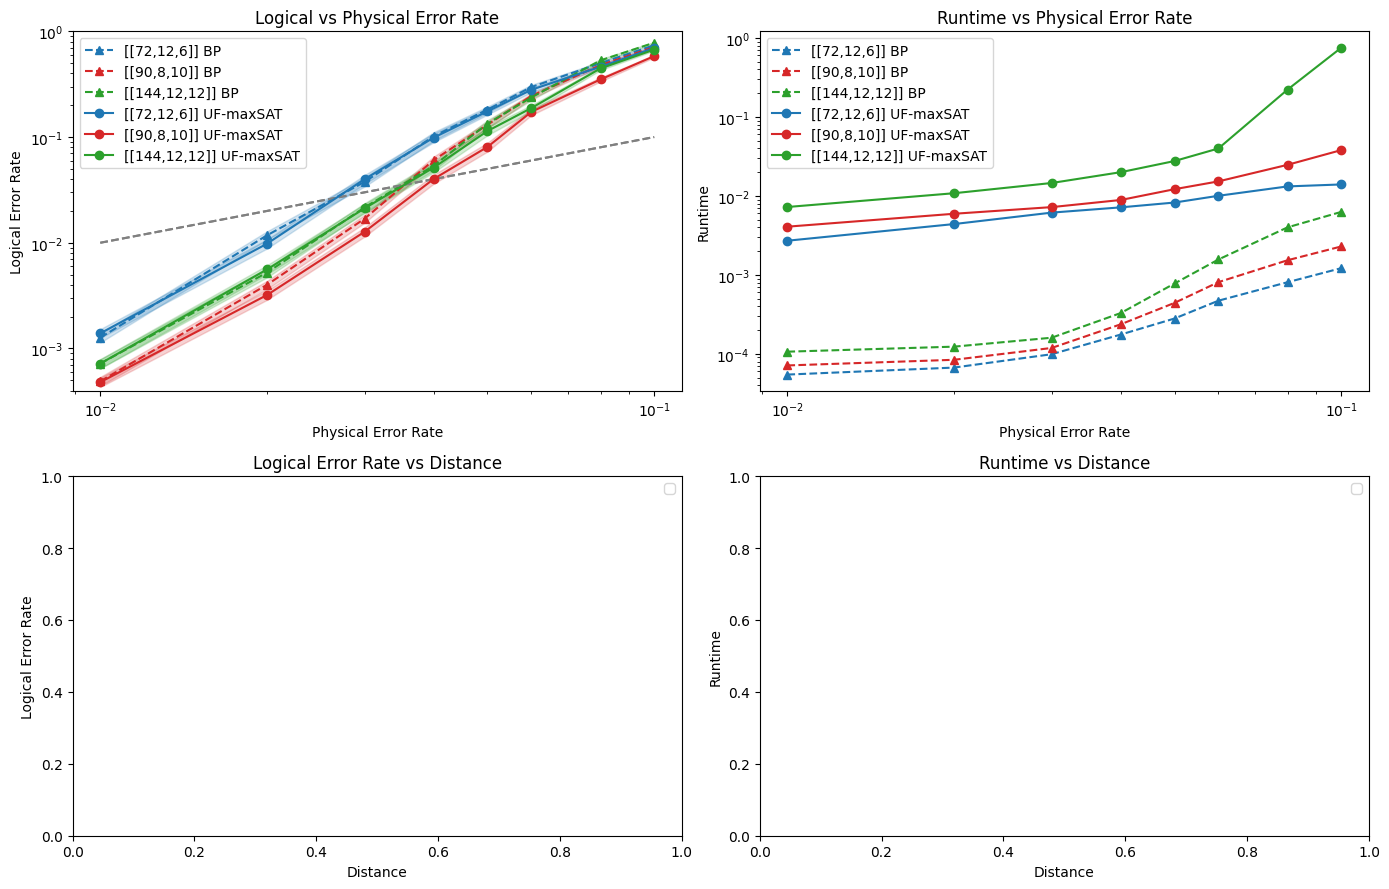 Logical vs Physical Error Rate
10^0
10^-1
10^-2
10^-3
Logical Error Rate
[[72,12,6]] BP
[[90,8,10]] BP
[[144,12,12]] BP
[[72,12,6]] UF-maxSAT
[[90,8,10]] UF-maxSAT
[[144,12,12]] UF-maxSAT
10^-2 10^-1
Physical Error Rate
Runtime vs Physical Error Rate
10^0
10^-1
10^-2
10^-3
10^-4
Runtime
[[72,12,6]] BP
[[90,8,10]] BP
[[144,12,12]] BP
[[72,12,6]] UF-maxSAT
[[90,8,10]] UF-maxSAT
[[144,12,12]] UF-maxSAT
10^-2 10^-1
Physical Error Rate
Logical Error Rate vs Distance
1.0
0.8
0.6
0.4
0.2
0.0
Logical Error Rate
0.0 0.2 0.4 0.6 0.8 1.0
Distance
Runtime vs Distance
1.0
0.8
0.6
0.4
0.2
0.0
Runtime
0.0 0.2 0.4 0.6 0.8 1.0
Distance